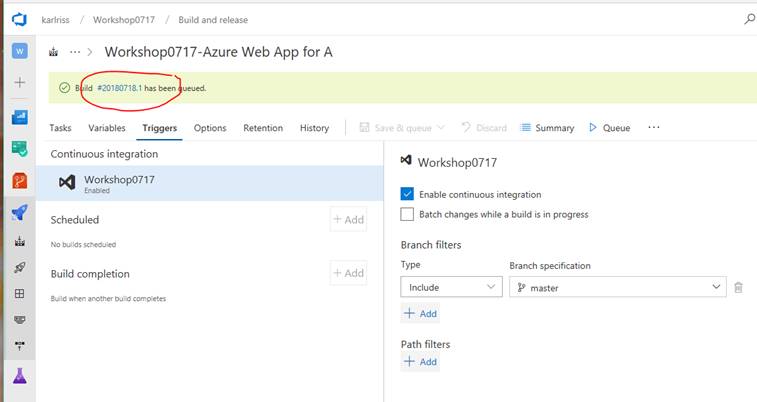 karlriss / Workshop0717 / Build and release
W
... > Workshop0717-Azure Web App for A
Build #20180718.1 has been queued.
Tasks Variables Triggers Options Retention History Save & queue Discard Summary Queue ...
Continuous integration
Workshop0717
Enabled
Scheduled
+ Add
No builds scheduled
Build completion
+ Add
Build when another build completes
Workshop0717
Enable continuous integration
Batch changes while a build is in progress
Branch filters
Type Branch specification
Include master
+ Add
Path filters
+ Add